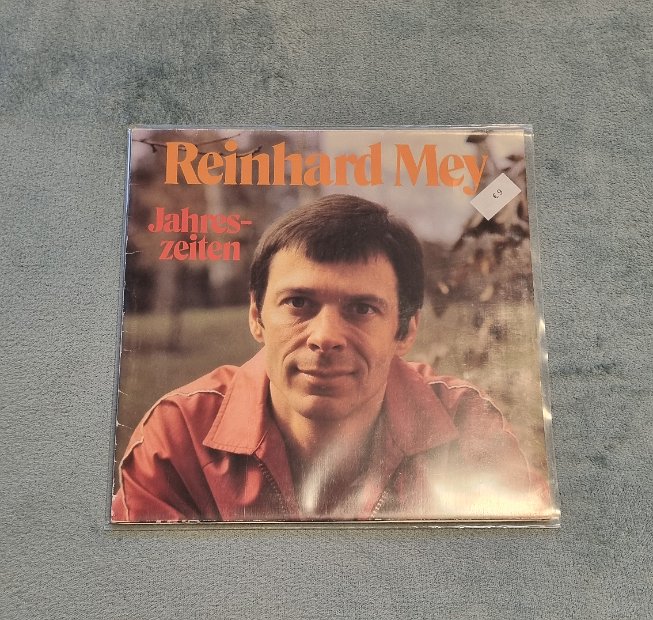 Reinhard Mey
€9
Jahres-
zeiten